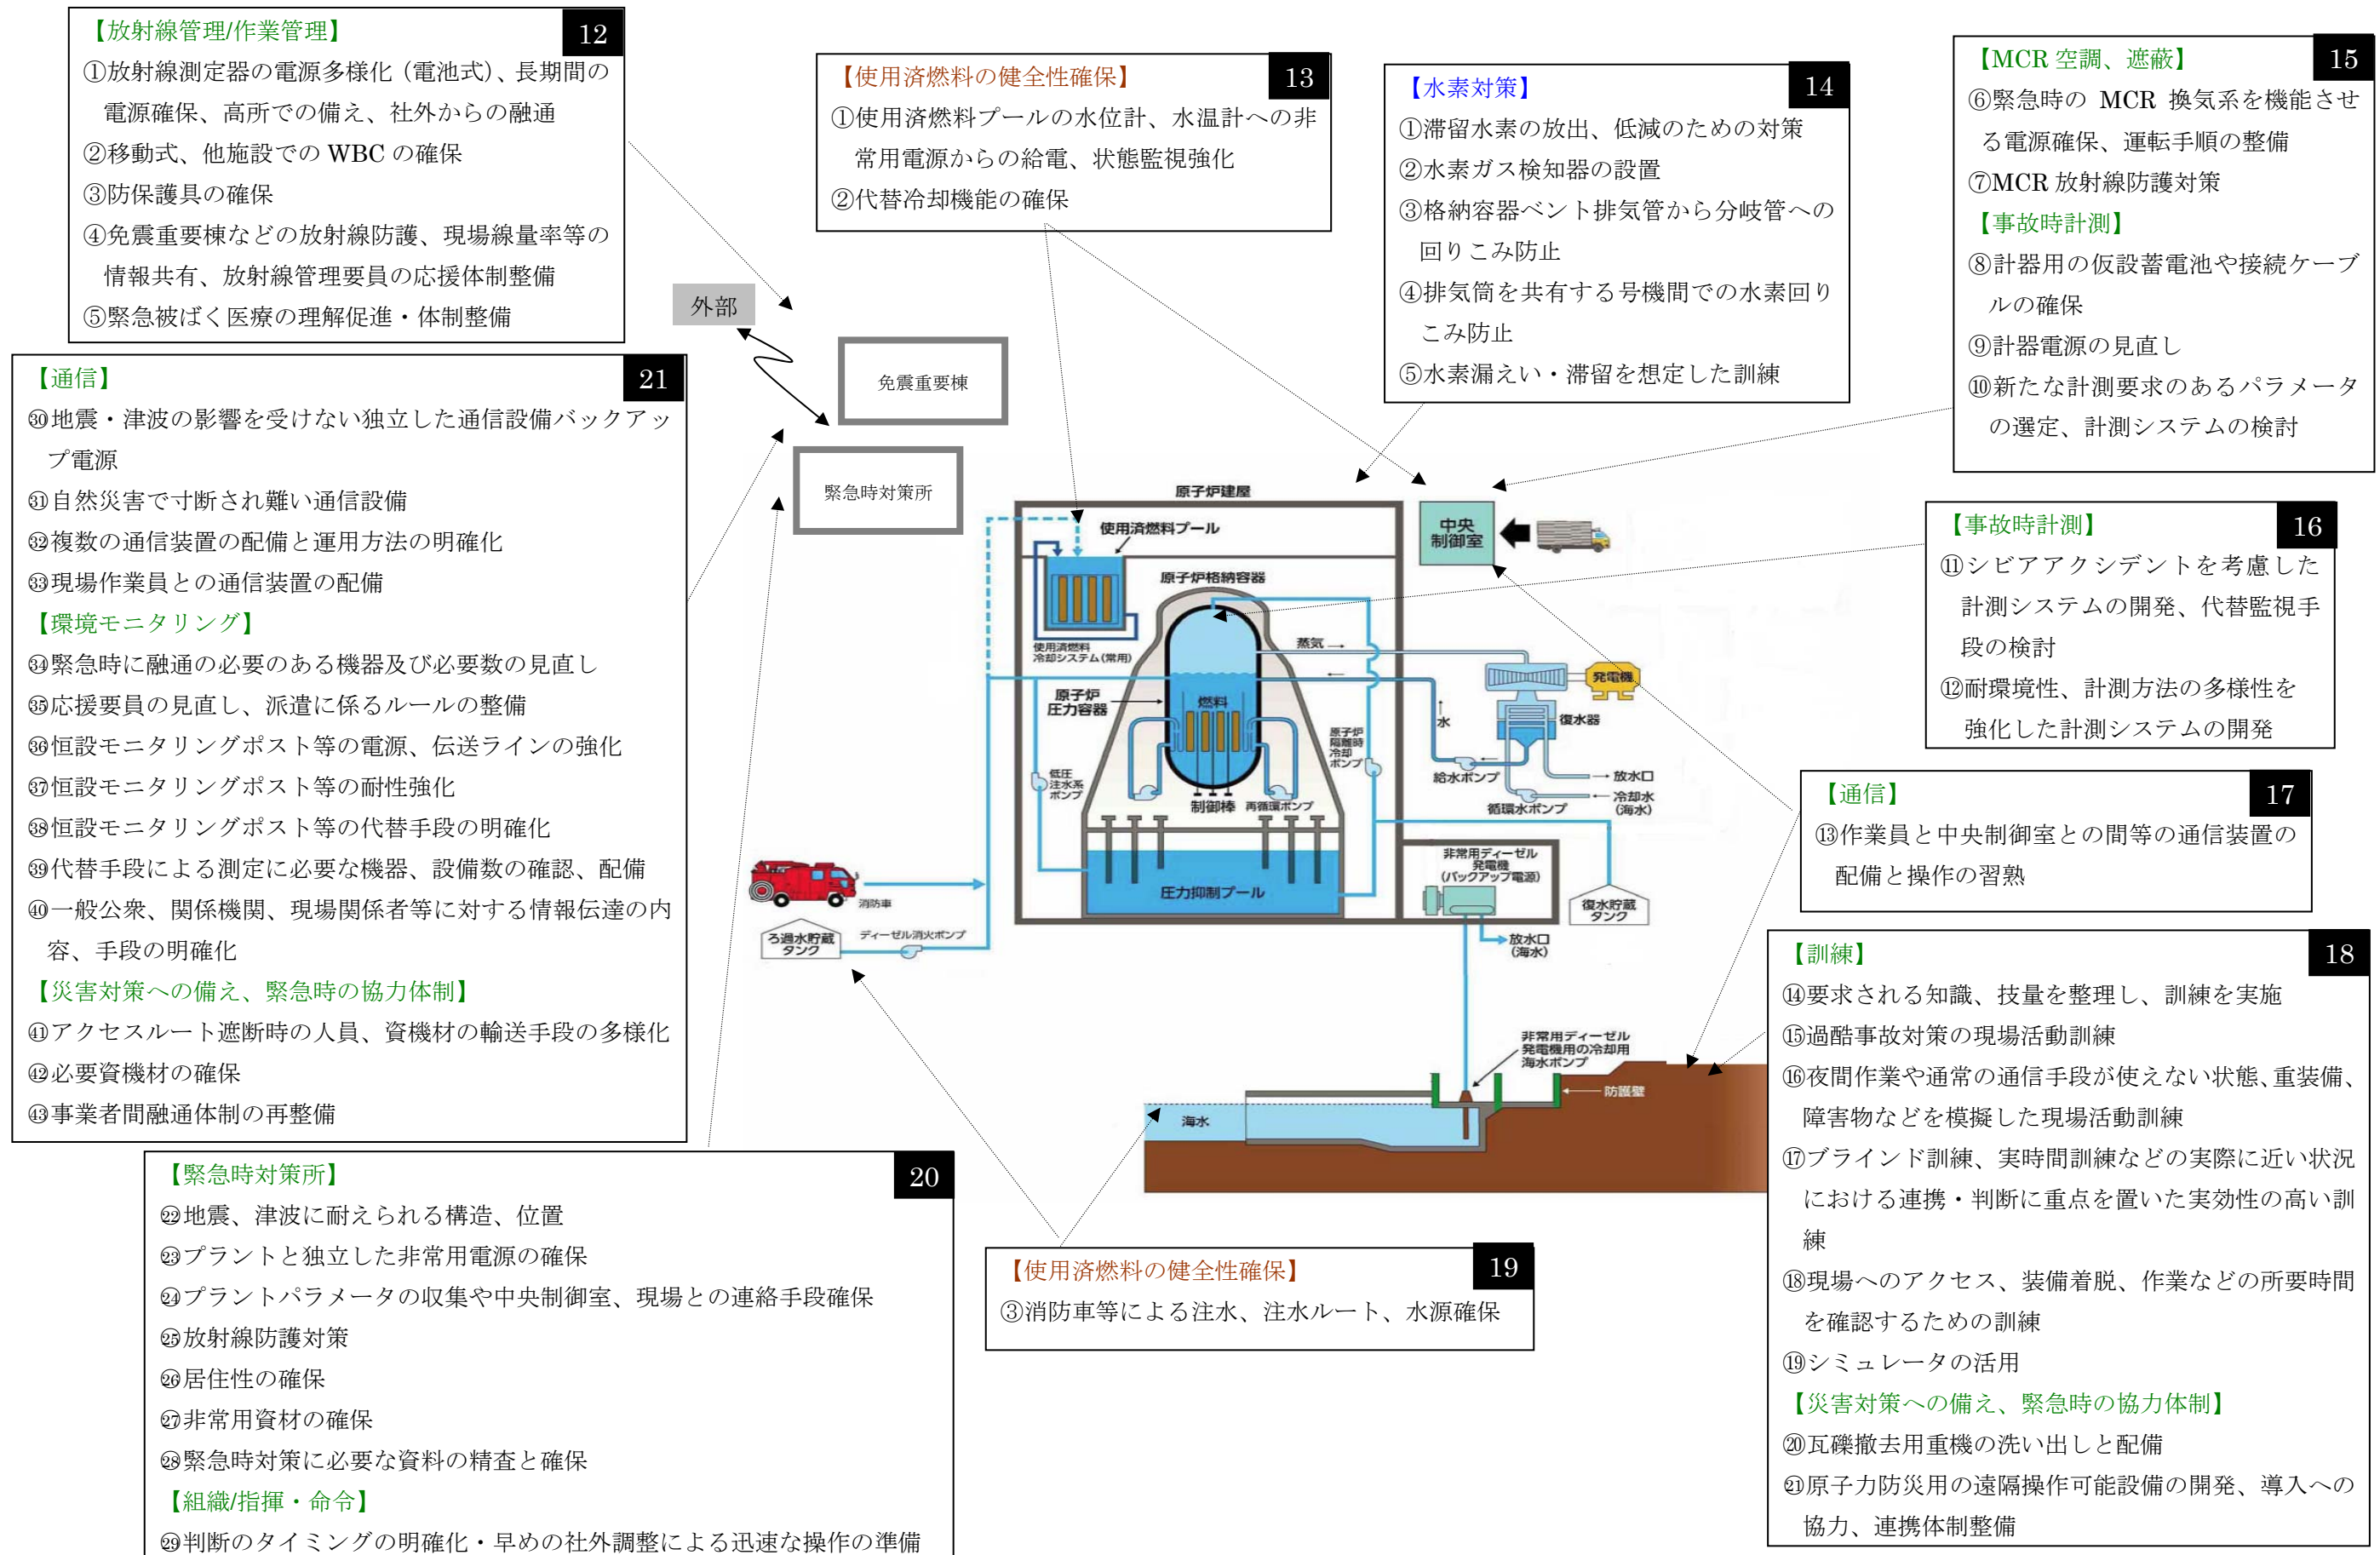 【放射線管理/作業管理】
12
①放射線測定器の電源多様化（電池式）、長期間の
電源確保、高所での備え、社外からの融通
②移動式、他施設での WBC の確保
③防保護具の確保
④免震重要棟などの放射線防護、現場線量率等の
情報共有、放射線管理要員の応援体制整備
⑤緊急被ばく医療の理解促進・体制整備
【使用済燃料の健全性確保】
13
①使用済燃料プールの水位計、水温計への非
常用電源からの給電、状態監視強化
②代替冷却機能の確保
【水素対策】
14
①滞留水素の放出、低減のための対策
②水素ガス検知器の設置
③格納容器ベント排気管から分岐管への
回りこみ防止
④排気筒を共有する号機間での水素回り
こみ防止
⑤水素漏えい・滞留を想定した訓練
【MCR 空調、遮蔽】
15
⑥緊急時の MCR 換気系を機能させ
る電源確保、運転手順の整備
⑦MCR 放射線防護対策
【事故時計測】
⑧計器用の仮設蓄電池や接続ケーブ
ルの確保
⑨計器電源の見直し
⑩新たな計測要求のあるパラメータ
の選定、計測システムの検討
【通信】
21
㉚地震・津波の影響を受けない独立した通信設備バックアッ
プ電源
㉛自然災害で寸断され難い通信設備
㉜複数の通信装置の配備と運用方法の明確化
㉝現場作業員との通信装置の配備
【環境モニタリング】
㉞緊急時に融通の必要のある機器及び必要数の見直し
㉟応援要員の見直し、派遣に係るルールの整備
㊱恒設モニタリングポスト等の電源、伝送ラインの強化
㊲恒設モニタリングポスト等の耐性強化
㊳恒設モニタリングポスト等の代替手段の明確化
㊴代替手段による測定に必要な機器、設備数の確認、配備
㊵一般公衆、関係機関、現場関係者等に対する情報伝達の内
容、手段の明確化
【災害対策への備え、緊急時の協力体制】
㊶アクセスルート遮断時の人員、資機材の輸送手段の多様化
㊷必要資機材の確保
㊸事業者間融通体制の再整備
外部
免震重要棟
緊急時対策所
原子炉建屋
使用済燃料プール
原子炉格納容器
使用済燃料
冷却システム(常用)
原子炉
圧力容器
燃料
蒸気
水
中央
制御室
発電機
復水器
原子炉
隔離時
冷却
ポンプ
低圧
注水系
ポンプ
制御棒
再循環ポンプ
給水ポンプ
放水口
冷却水
(海水)
循環水ポンプ
圧力抑制プール
非常用ディーゼル
発電機
(バックアップ電源)
復水貯蔵
タンク
消防車
ろ過水貯蔵
タンク
ディーゼル消火ポンプ
放水口
(海水)
非常用ディーゼル
発電機用の冷却用
海水ポンプ
防護壁
海水
【事故時計測】
16
⑪シビアアクシデントを考慮した
計測システムの開発、代替監視手
段の検討
⑫耐環境性、計測方法の多様性を
強化した計測システムの開発
【通信】
17
⑬作業員と中央制御室との間等の通信装置の
配備と操作の習熟
【訓練】
18
⑭要求される知識、技量を整理し、訓練を実施
⑮過酷事故対策の現場活動訓練
⑯夜間作業や通常の通信手段が使えない状態、重装備、
障害物などを模擬した現場活動訓練
⑰ブラインド訓練、実時間訓練などの実際に近い状況
における連携・判断に重点を置いた実効性の高い訓
練
⑱現場へのアクセス、装備着脱、作業などの所要時間
を確認するための訓練
⑲シミュレータの活用
【災害対策への備え、緊急時の協力体制】
⑳瓦礫撤去用重機の洗い出しと配備
㉑原子力防災用の遠隔操作可能設備の開発、導入への
協力、連携体制整備
【使用済燃料の健全性確保】
19
③消防車等による注水、注水ルート、水源確保
【緊急時対策所】
20
㉒地震、津波に耐えられる構造、位置
㉓プラントと独立した非常用電源の確保
㉔プラントパラメータの収集や中央制御室、現場との連絡手段確保
㉕放射線防護対策
㉖居住性の確保
㉗非常用資材の確保
㉘緊急時対策に必要な資料の精査と確保
【組織/指揮・命令】
㉙判断のタイミングの明確化・早めの社外調整による迅速な操作の準備